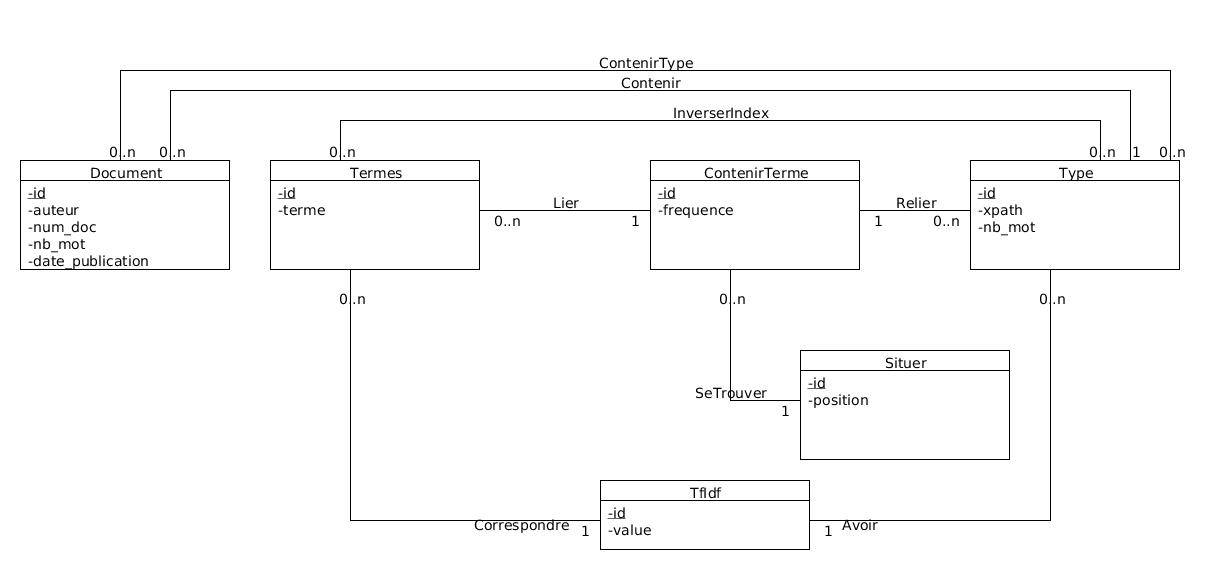 ContenirType
Contenir
InverserIndex
0..n 0..n 0..n 0..n 1 0..n
Document
-id
-auteur
-num_doc
-nb_mot
-date_publication
Termes
-id
-terme
Lier
0..n 1
ContenirTerme
-id
-frequence
Relier
1 0..n
Type
-id
-xpath
-nb_mot
0..n 0..n 0..n
Situer
-id
-position
SeTrouver
1
TfIdf
-id
-value
Correspondre 1
1 Avoir